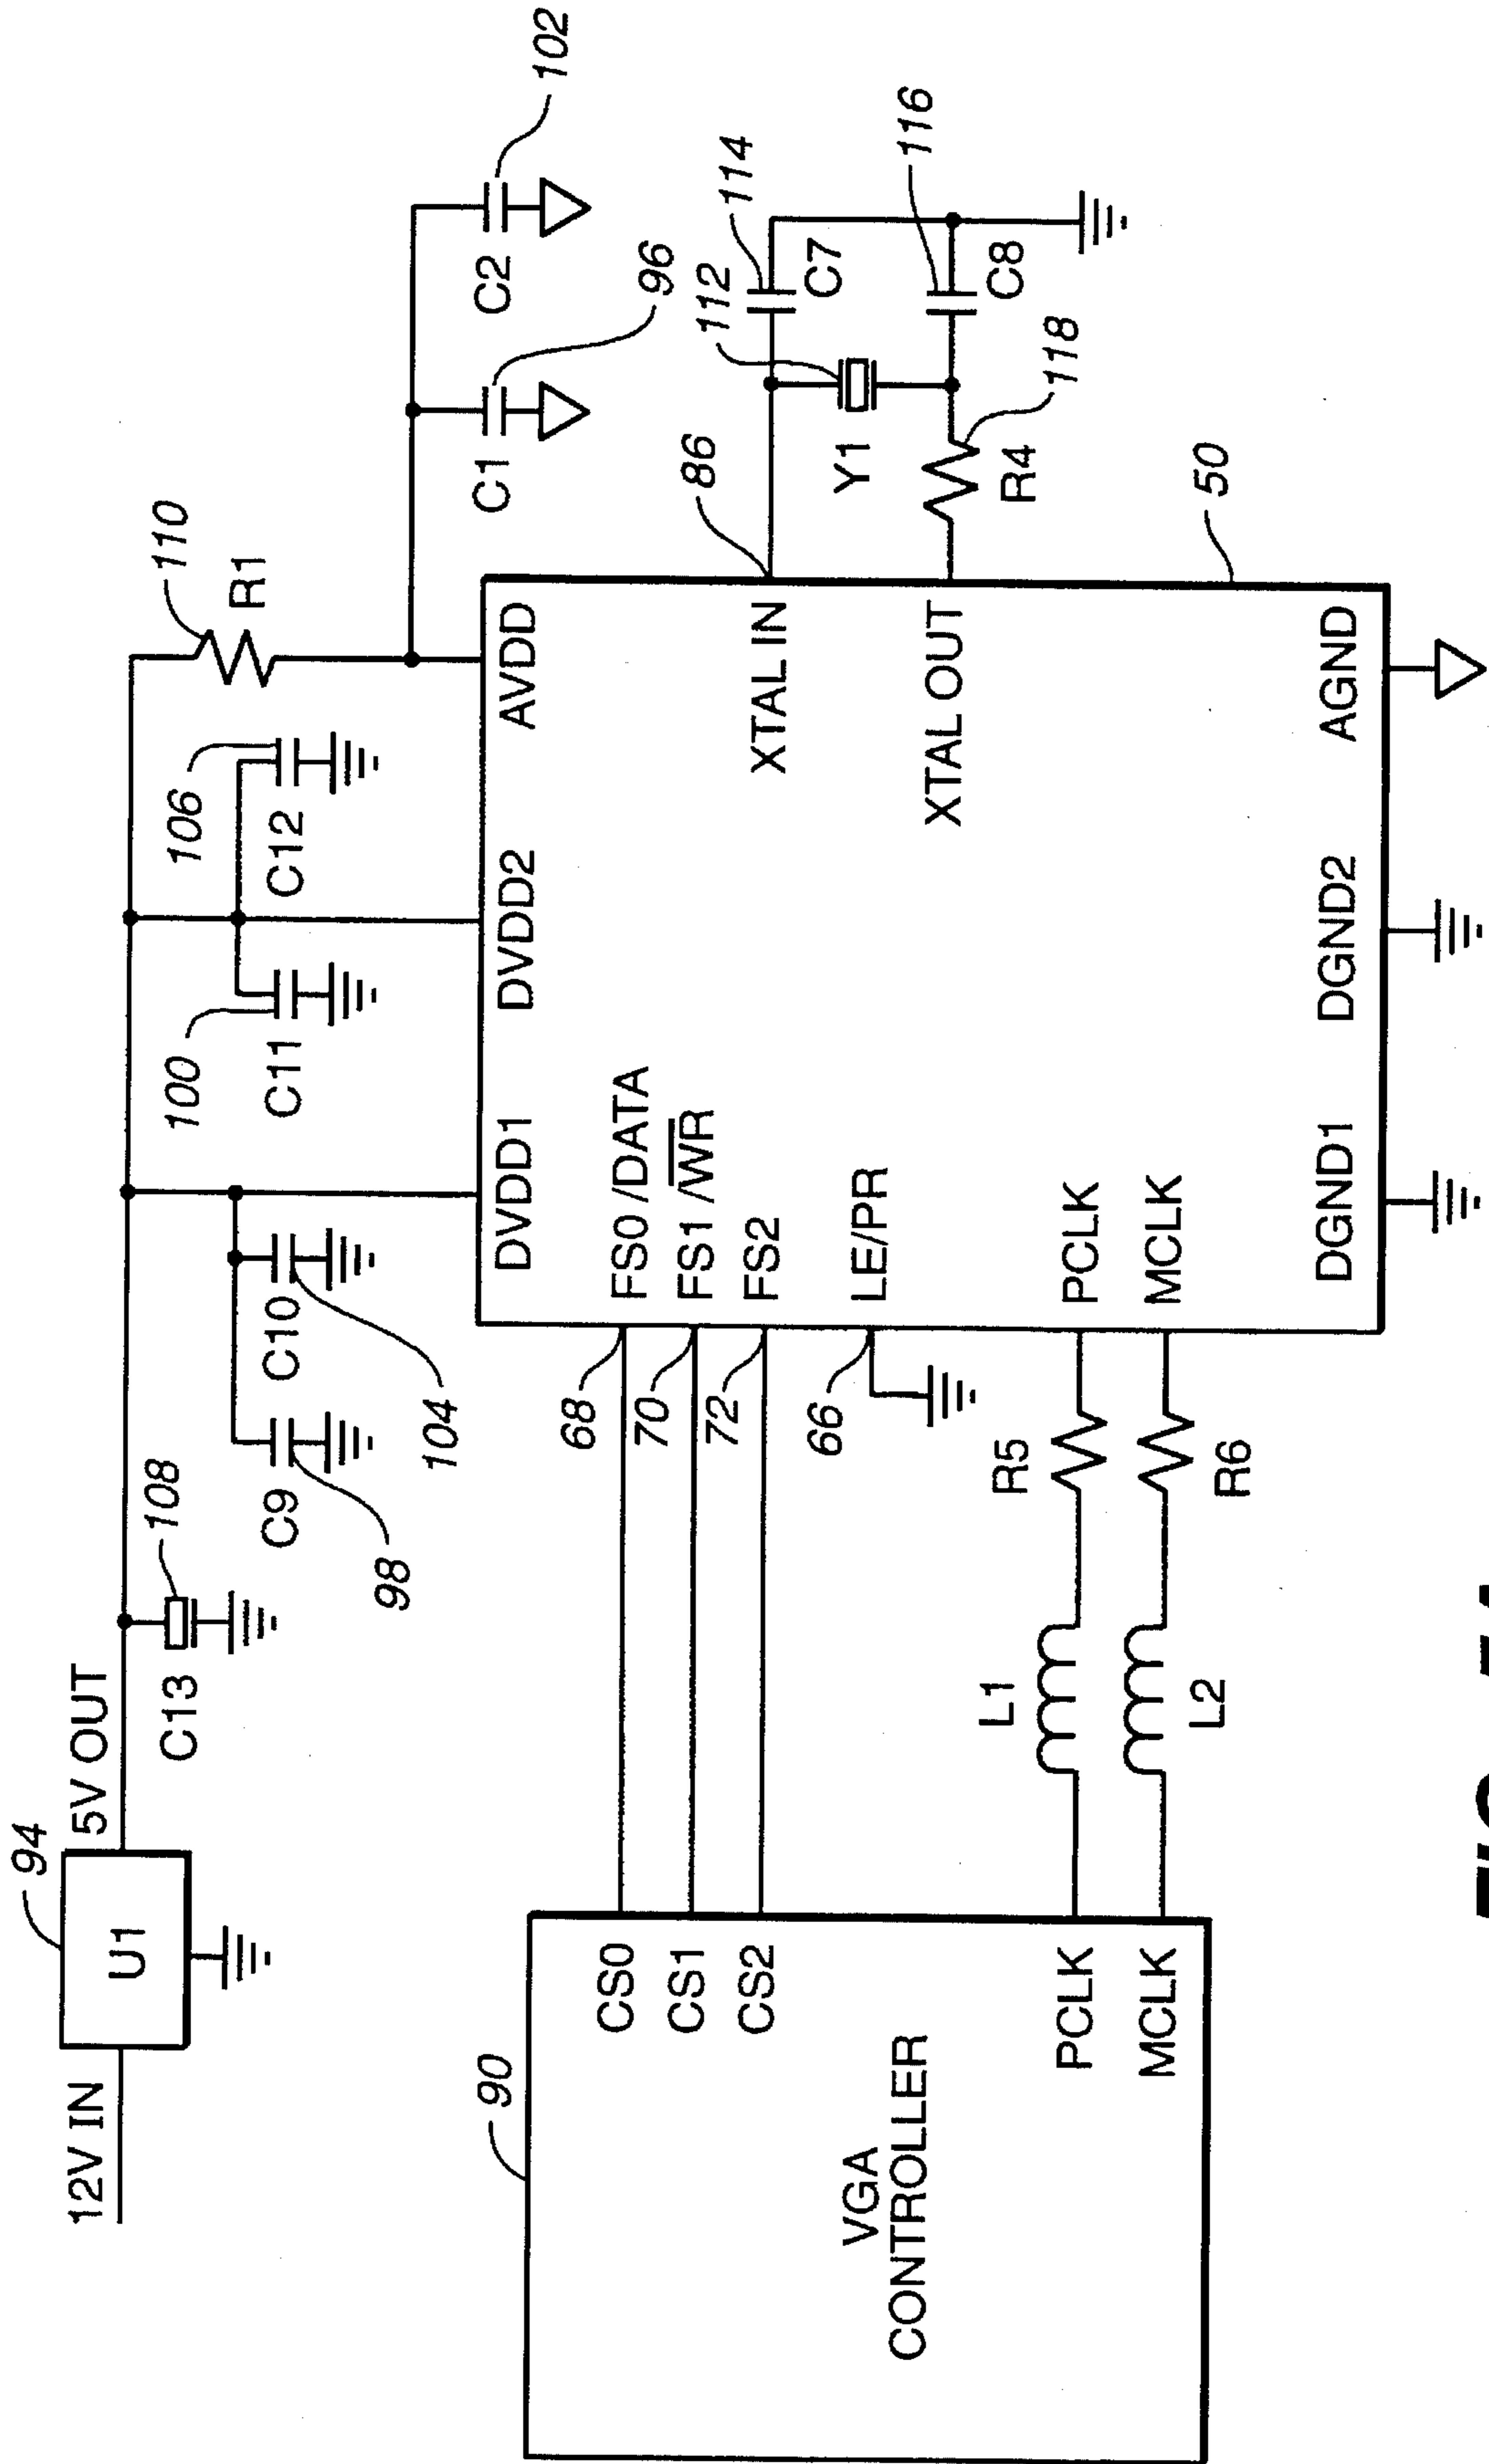 12V IN
94
U1
5V OUT
C13
108
C9
98
C10
104
100
C11
106
C12
110
R1
C1
96
C2
102
DVDD1
DVDD2
AVDD
90
VGA
CONTROLLER
CS0
CS1
CS2
PCLK
MCLK
L1
L2
R5
R6
68
70
72
66
FS0 /DATA
FS1 /WR
FS2
LE/PR
PCLK
MCLK
XTAL IN
XTAL OUT
86
Y1
112
114
C7
116
C8
R4
118
50
DGND1
DGND2
AGND